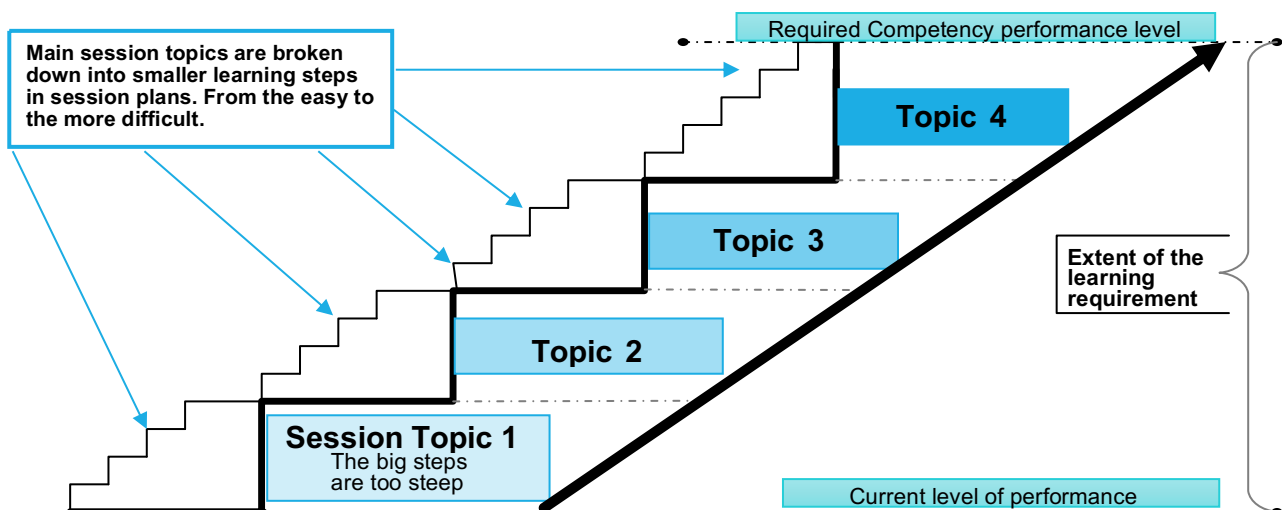 Required Competency performance level
Main session topics are broken
down into smaller learning steps
in session plans. From the easy to
the more difficult.
Topic 4
Topic 3
Extent of the
learning
requirement
Topic 2
Session Topic 1
The big steps
are too steep
Current level of performance